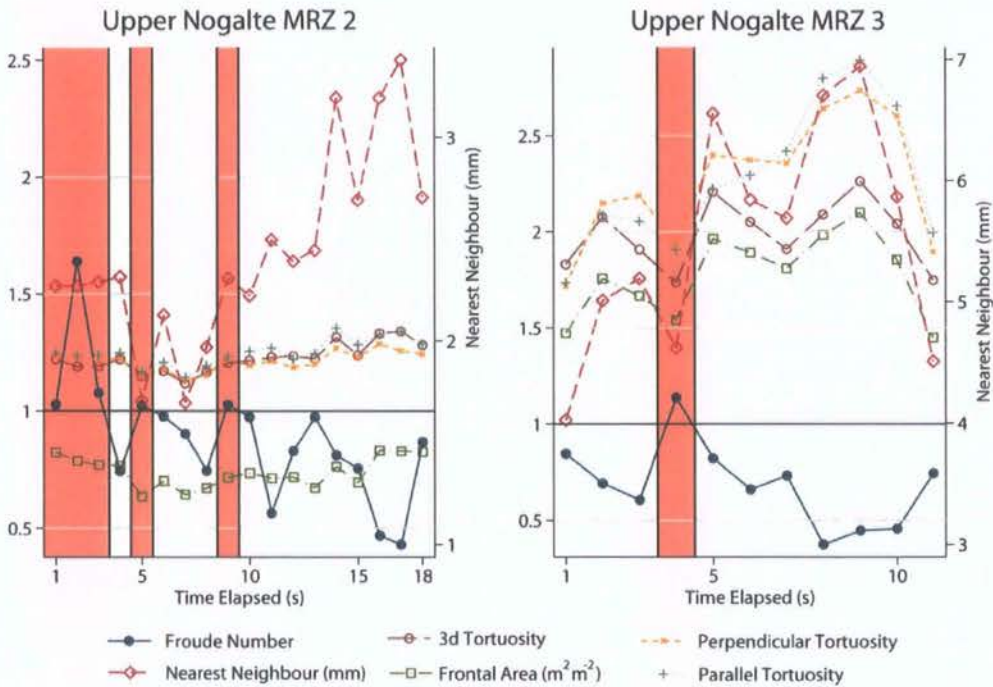 Upper Nogalte MRZ 2
Upper Nogalte MRZ 3
2.5
2
1.5
1
0.5
3
2
1
Nearest Neighbour (mm)
1
5
10
15
18
Time Elapsed (s)
2.5
2
1.5
1
0.5
7
6
5
4
3
Nearest Neighbour (mm)
1
5
10
Time Elapsed (s)
Froude Number
3d Tortuosity
Perpendicular Tortuosity
Nearest Neighbour (mm)
Frontal Area (m²m⁻²)
Parallel Tortuosity